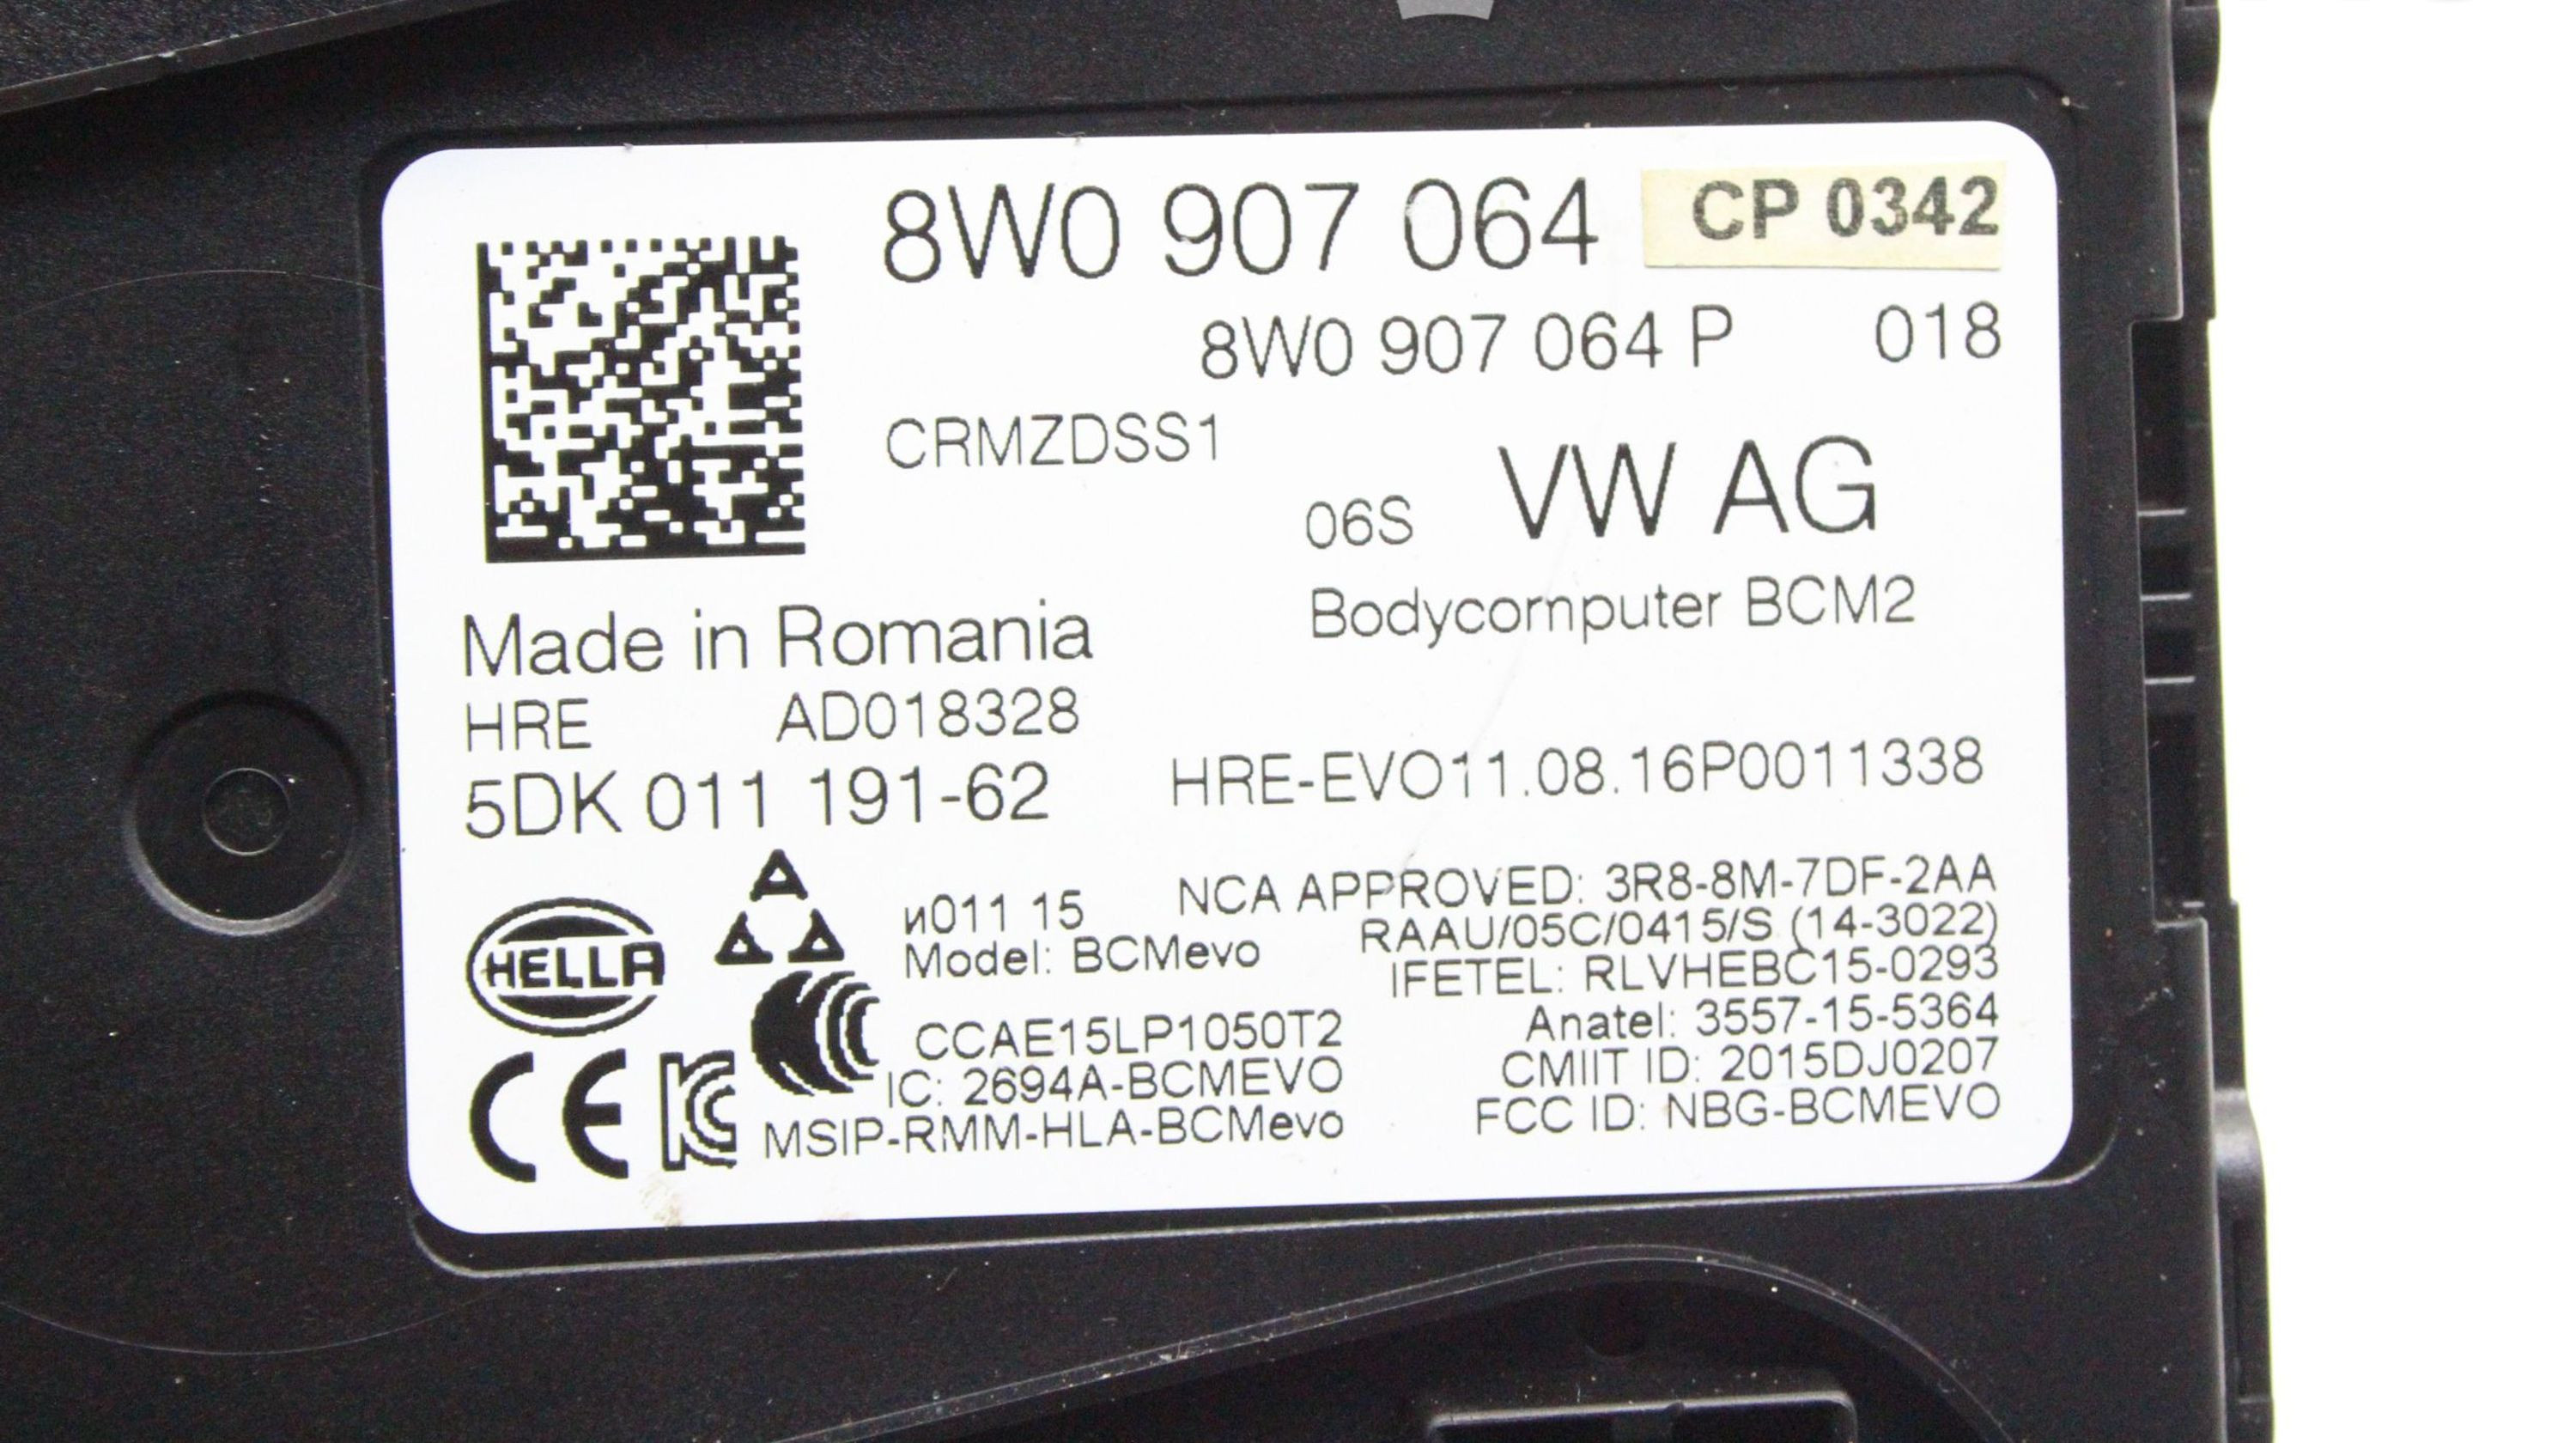 8W0 907 064 CP 0342
8W0 907 064 P 018
CRMZDSS1
06S VW AG
Bodycomputer BCM2
Made in Romania
HRE AD018328
5DK 011 191-62 HRE-EVO11.08.16P0011338
A
и011 15 NCA APPROVED: 3R8-8M-7DF-2AA
HELLA
Model: BCMevo RAAU/05C/0415/S (14-3022)
IFETEL: RLVHEBC15-0293
CCAE15LP1050T2 Anatel: 3557-15-5364
IC: 2694A-BCMEVO CMIIT ID: 2015DJ0207
CE KC MSIP-RMM-HLA-BCMevo FCC ID: NBG-BCMEVO